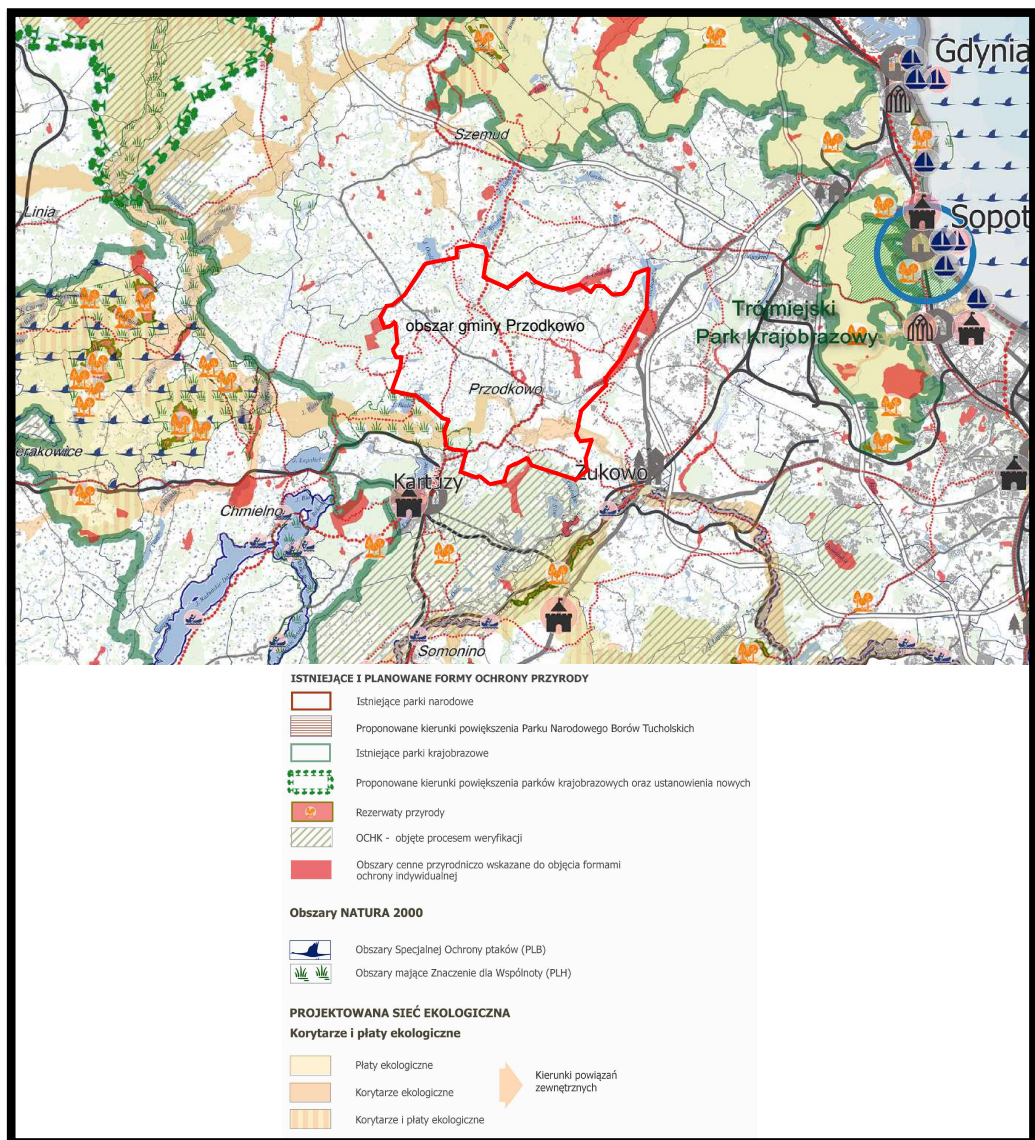 Gdynia
Szemud
Linia
Sopot
Trójmiejski
Park Krajobrazowy
obszar gminy Przodkowo
Przodkowo
erakowice
Kartuzy
Żukowo
Chmielno
Somonino
ISTNIEJĄCE I PLANOWANE FORMY OCHRONY PRZYRODY
Istniejące parki narodowe
Proponowane kierunki powiększenia Parku Narodowego Borów Tucholskich
Istniejące parki krajobrazowe
Proponowane kierunki powiększenia parków krajobrazowych oraz ustanowienia nowych
Rezerwaty przyrody
OCHK - objęte procesem weryfikacji
Obszary cenne przyrodniczo wskazane do objęcia formami
ochrony indywidualnej
Obszary NATURA 2000
Obszary Specjalnej Ochrony ptaków (PLB)
Obszary mające Znaczenie dla Wspólnoty (PLH)
PROJEKTOWANA SIEĆ EKOLOGICZNA
Korytarze i płaty ekologiczne
Płaty ekologiczne
Korytarze ekologiczne
Korytarze i płaty ekologiczne
Kierunki powiązań
zewnętrznych